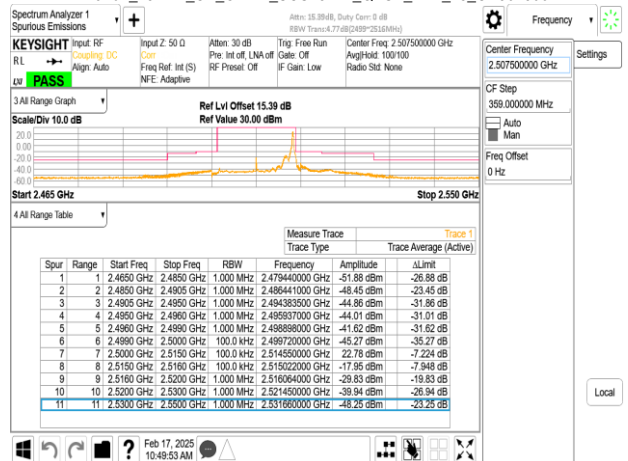 Spectrum Analyzer 1
Spurious Emissions
Attn: 15.39dB, Duty Corr: 0 dB
RBW Trans:4.77dB(2499~2516MHz)
Frequency
KEYSIGHT
RL
LXI
PASS
Input: RF
Coupling: DC
Align: Auto
Input Z: 50 Ω
Corr
Freq Ref: Int (S)
NFE: Adaptive
Atten: 30 dB
Pre: Int off, LNA off
RF Presel: Off
Trig: Free Run
Gate: Off
IF Gain: Low
Center Freq: 2.507500000 GHz
Avg|Hold: 100/100
Radio Std: None
Center Frequency
2.507500000 GHz
Settings
CF Step
359.000000 MHz
Auto
Man
Freq Offset
0 Hz
3 All Range Graph
Scale/Div 10.0 dB
Ref Lvl Offset 15.39 dB
Ref Value 30.00 dBm
20.0
0.00
-20.0
-40.0
-60.0
Start 2.465 GHz
Stop 2.550 GHz
4 All Range Table
Measure Trace Trace 1
Trace Type Trace Average (Active)
Spur Range Start Freq Stop Freq RBW Frequency Amplitude ΔLimit
1 1 2.4650 GHz 2.4850 GHz 1.000 MHz 2.479440000 GHz -51.88 dBm -26.88 dB
2 2 2.4850 GHz 2.4905 GHz 1.000 MHz 2.486441000 GHz -48.45 dBm -23.45 dB
3 3 2.4905 GHz 2.4950 GHz 1.000 MHz 2.494383500 GHz -44.86 dBm -31.86 dB
4 4 2.4950 GHz 2.4960 GHz 1.000 MHz 2.495937000 GHz -44.01 dBm -31.01 dB
5 5 2.4960 GHz 2.4990 GHz 1.000 MHz 2.498898000 GHz -41.62 dBm -31.62 dB
6 6 2.4990 GHz 2.5000 GHz 100.0 kHz 2.499720000 GHz -45.27 dBm -35.27 dB
7 7 2.5000 GHz 2.5150 GHz 100.0 kHz 2.514550000 GHz 22.78 dBm -7.224 dB
8 8 2.5150 GHz 2.5160 GHz 100.0 kHz 2.515022000 GHz -17.95 dBm -7.948 dB
9 9 2.5160 GHz 2.5200 GHz 1.000 MHz 2.516064000 GHz -29.83 dBm -19.83 dB
10 10 2.5200 GHz 2.5300 GHz 1.000 MHz 2.521450000 GHz -39.94 dBm -26.94 dB
11 11 2.5300 GHz 2.5500 GHz 1.000 MHz 2.531660000 GHz -48.25 dBm -23.25 dB
Local
Feb 17, 2025
10:49:53 AM